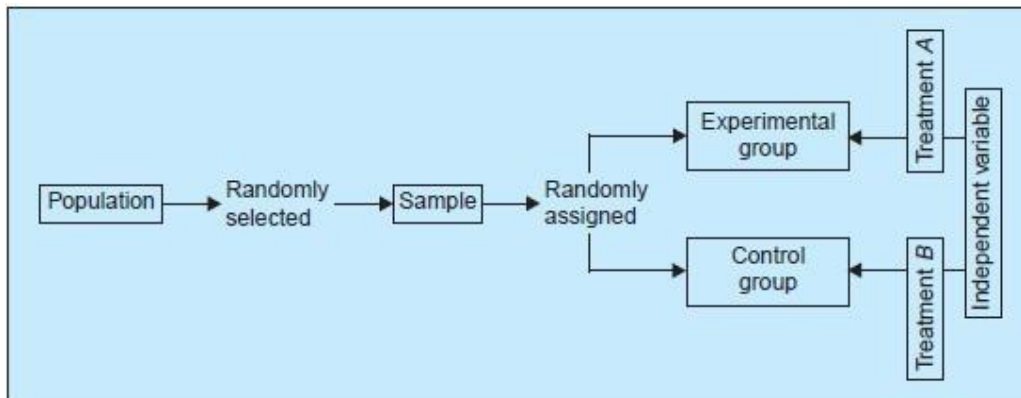 Population
Randomly
selected
Sample
Randomly
assigned
Experimental
group
Control
group
Treatment A
Treatment B
Independent variable